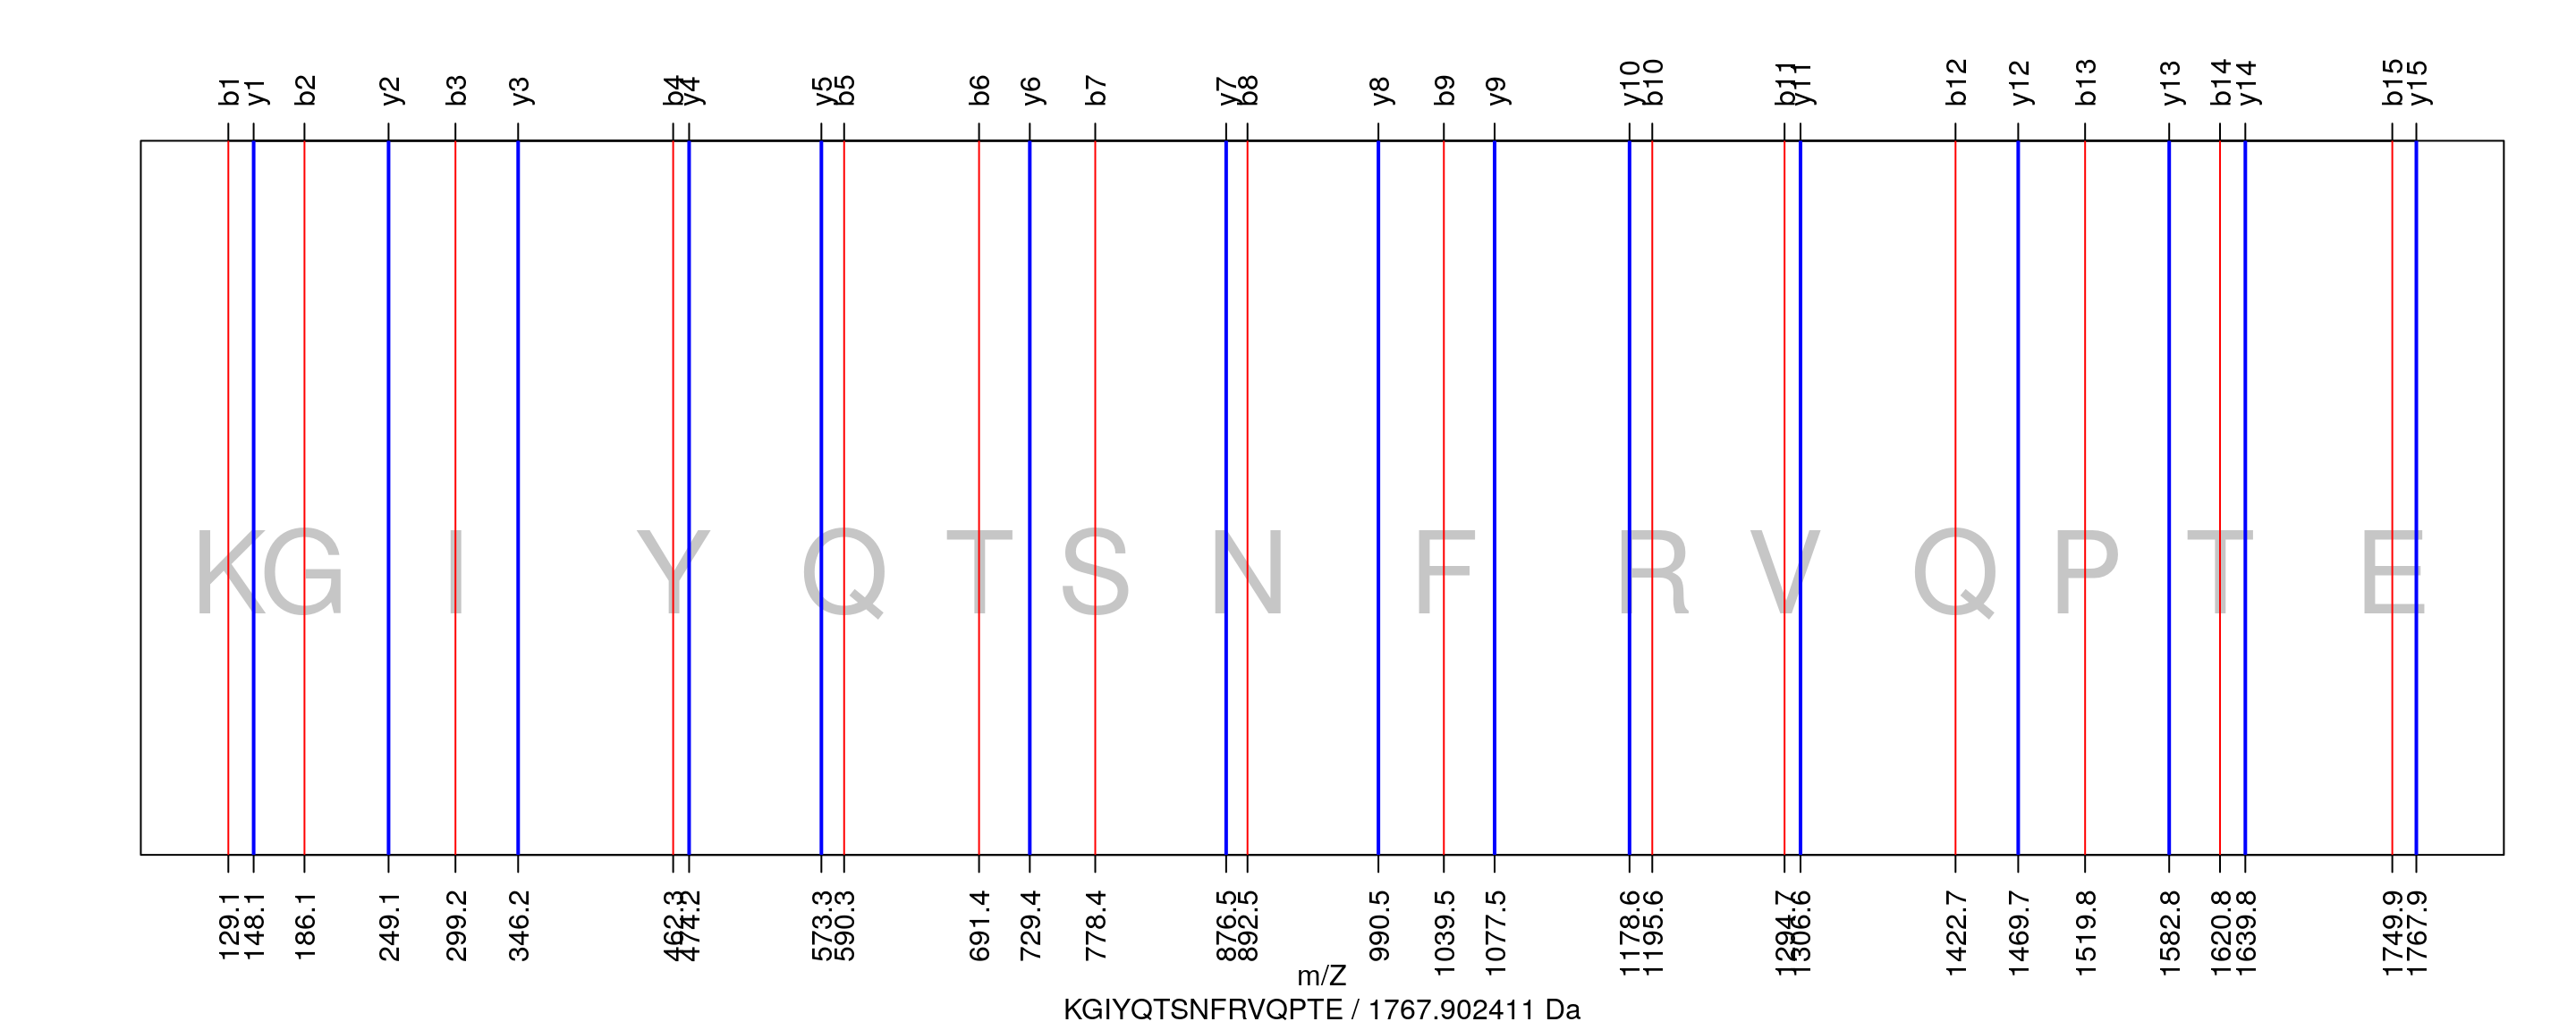 b1 y1 b2 y2 b3 y3 b4 y4 y5 b5 b6 y6 b7 y7 b8 y8 b9 y9 y10 b10 b11 y11 b12 y12 b13 y13 b14 y14 b15 y15
K G I Y Q T S N F R V Q P T E
129.1 148.1 186.1 249.1 299.2 346.2 462.3 474.2 573.3 590.3 691.4 729.4 778.4 876.5 892.5 990.5 1039.5 1077.5 1178.6 1195.6 1294.7 1306.6 1422.7 1469.7 1519.8 1582.8 1620.8 1639.8 1749.9 1767.9
m/Z
KGIYQTSNFRVQPTE / 1767.902411 Da